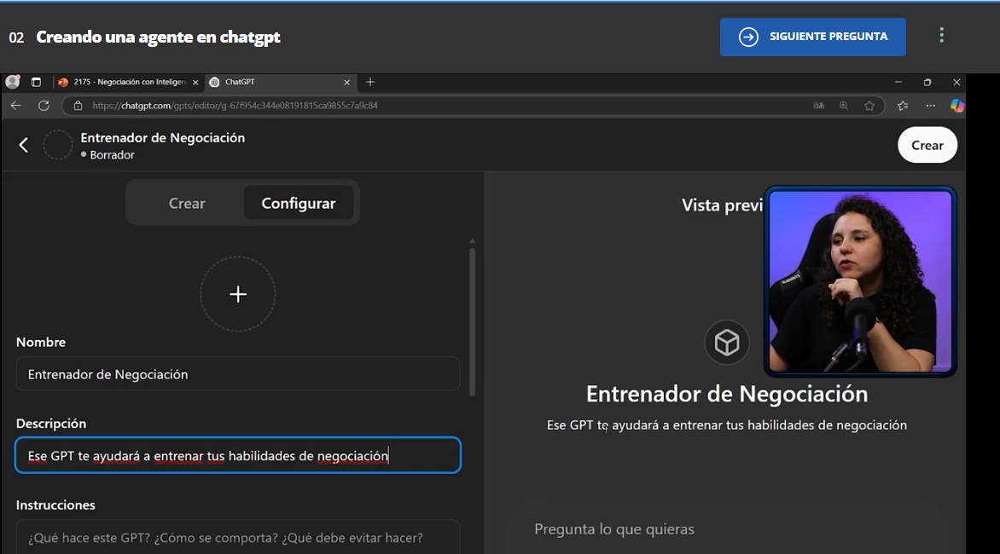 02 Creando una agente en chatgpt
SIGUIENTE PREGUNTA
2175 - Negociación con Inteligen
ChatGPT
https://chatgpt.com/gpts/editor/g-67f954c344e08191815ca9855c7a9c84
Entrenador de Negociación
Borrador
Crear
Crear
Configurar
Vista previ
Nombre
Entrenador de Negociación
Descripción
Ese GPT te ayudará a entrenar tus habilidades de negociación
Instrucciones
¿Qué hace este GPT? ¿Cómo se comporta? ¿Qué debe evitar hacer?
Entrenador de Negociación
Ese GPT te ayudará a entrenar tus habilidades de negociación
Pregunta lo que quieras